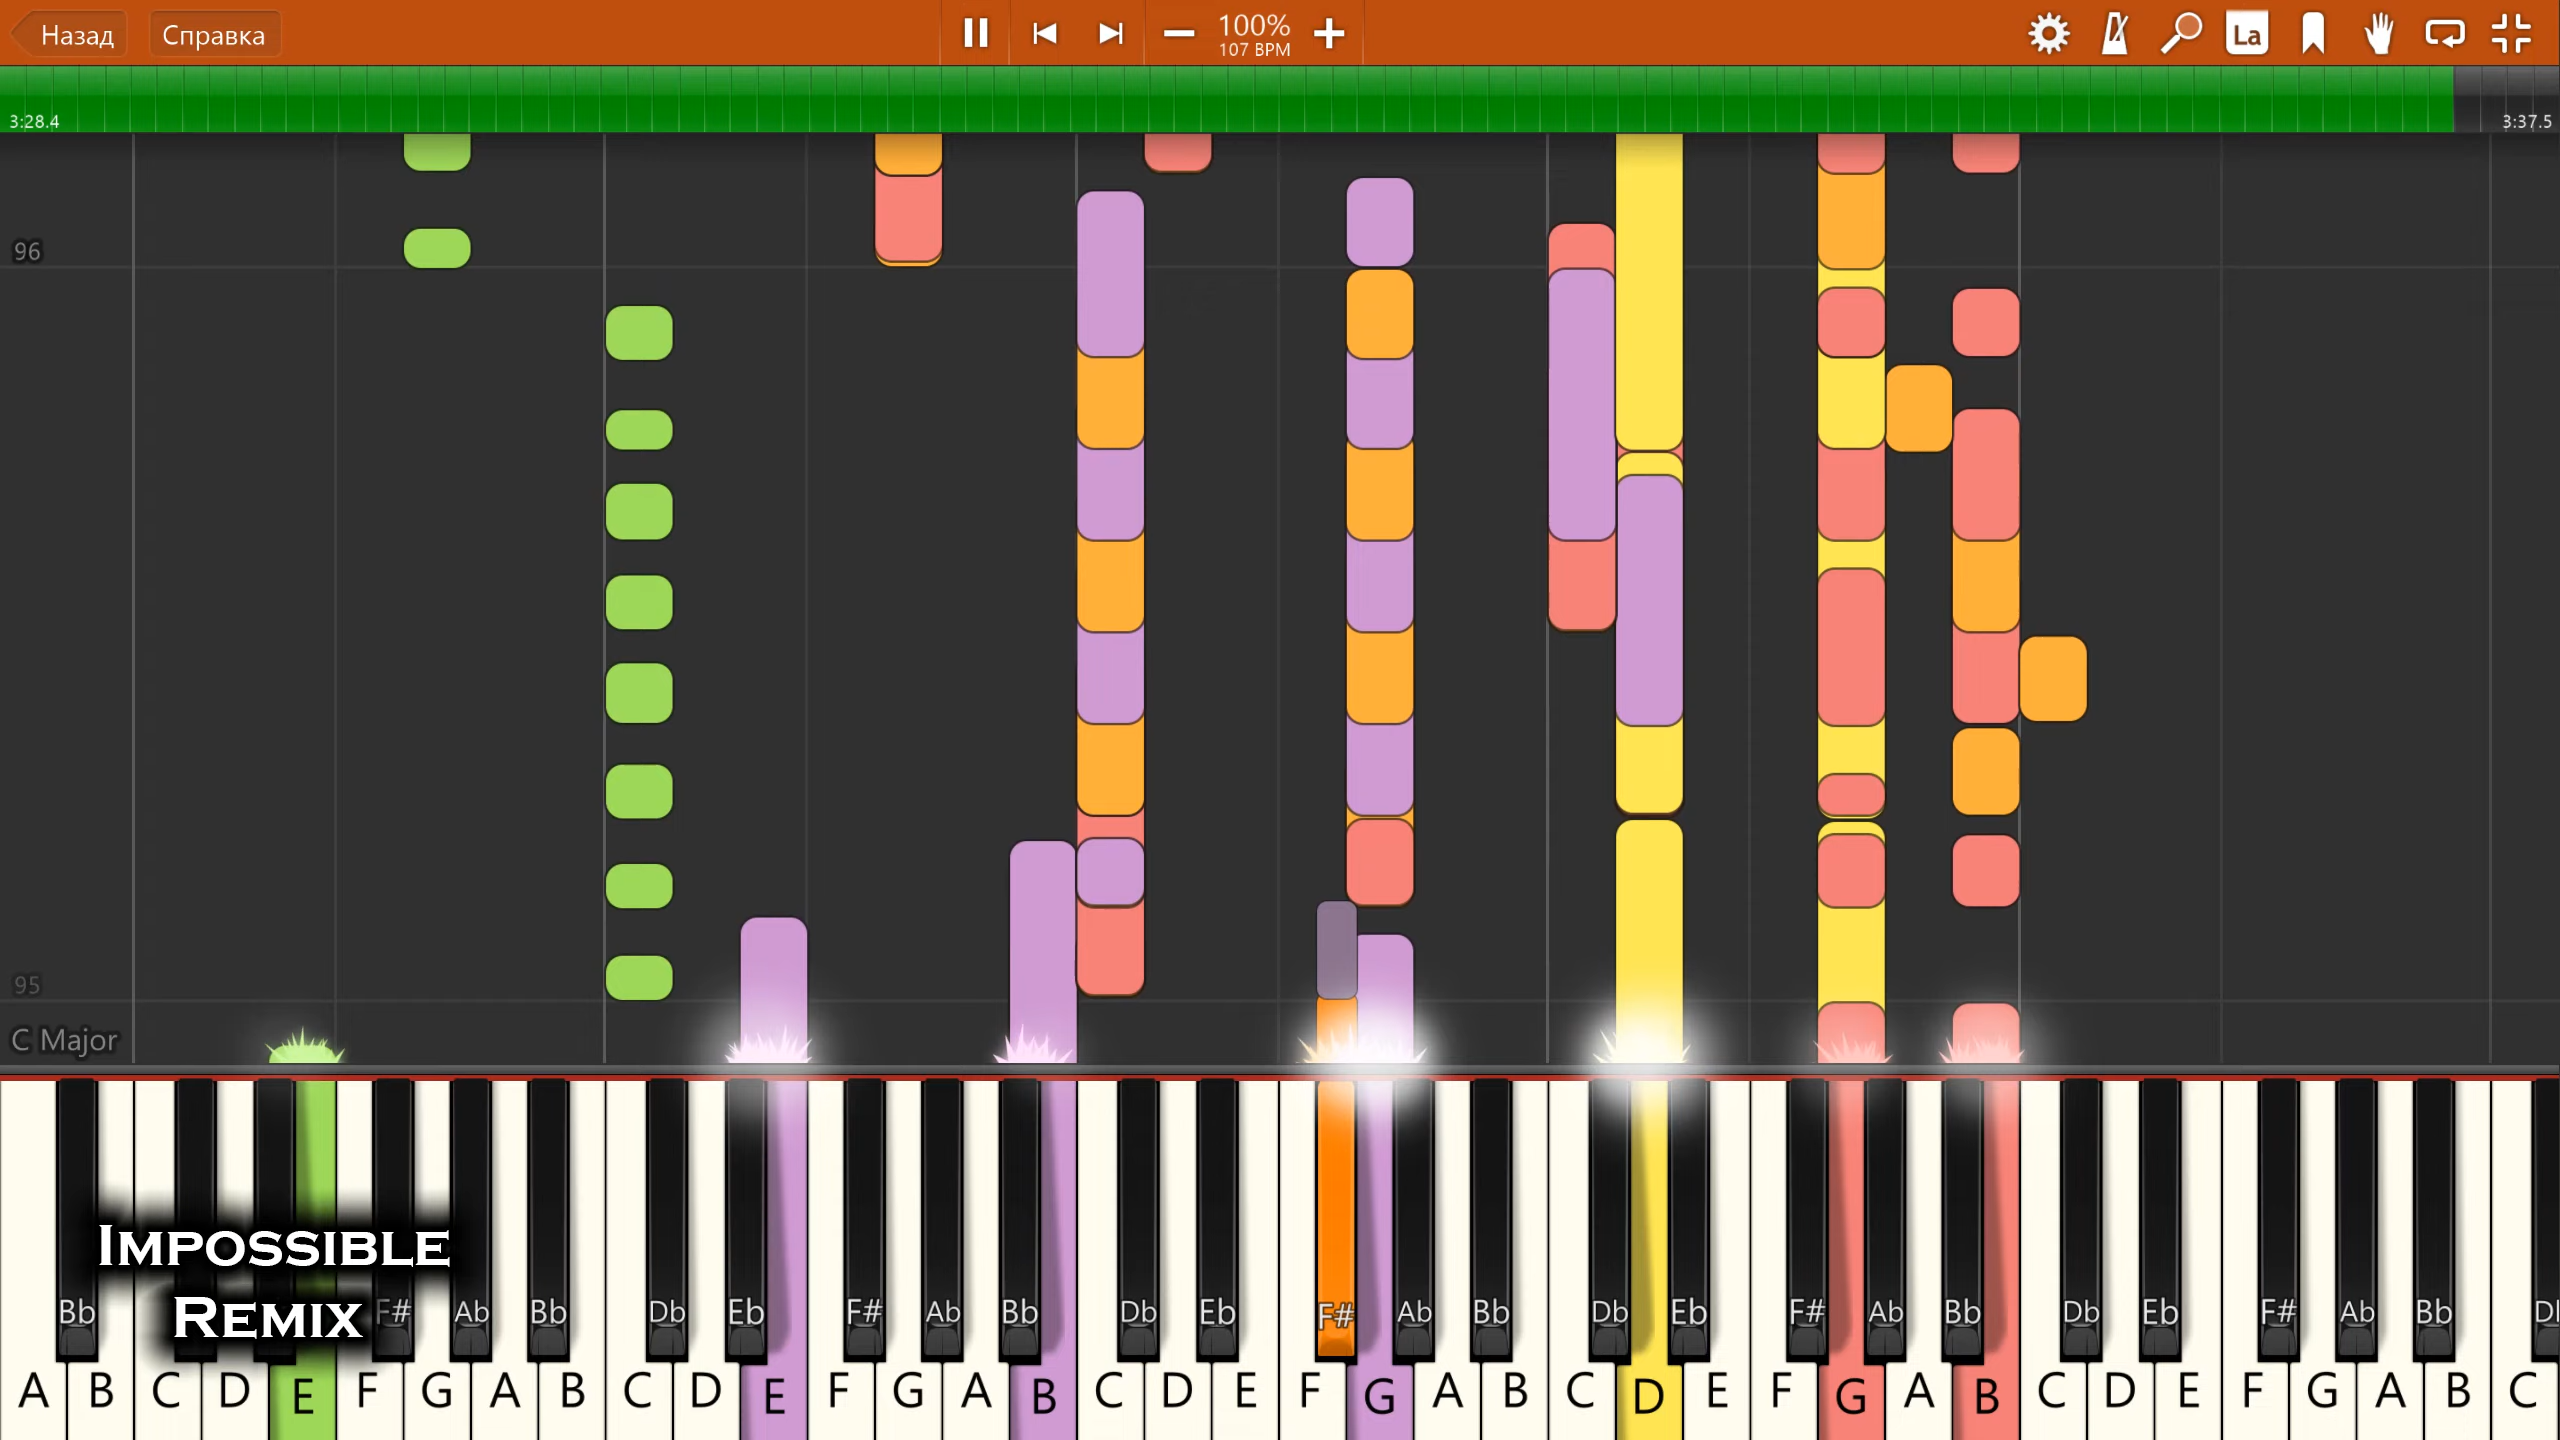 Назад
Справка
100%
107 BPM
La
3:28.4
3:37.5
96
95
C Major
Impossible
Remix
Bb F# Ab Bb Db Eb F# Ab Bb Db Eb F# Ab Bb Db Eb F# Ab Bb Db Eb F# Ab Bb
A B C D E F G A B C D E F G A B C D E F G A B C D E F G A B C D E F G A B C